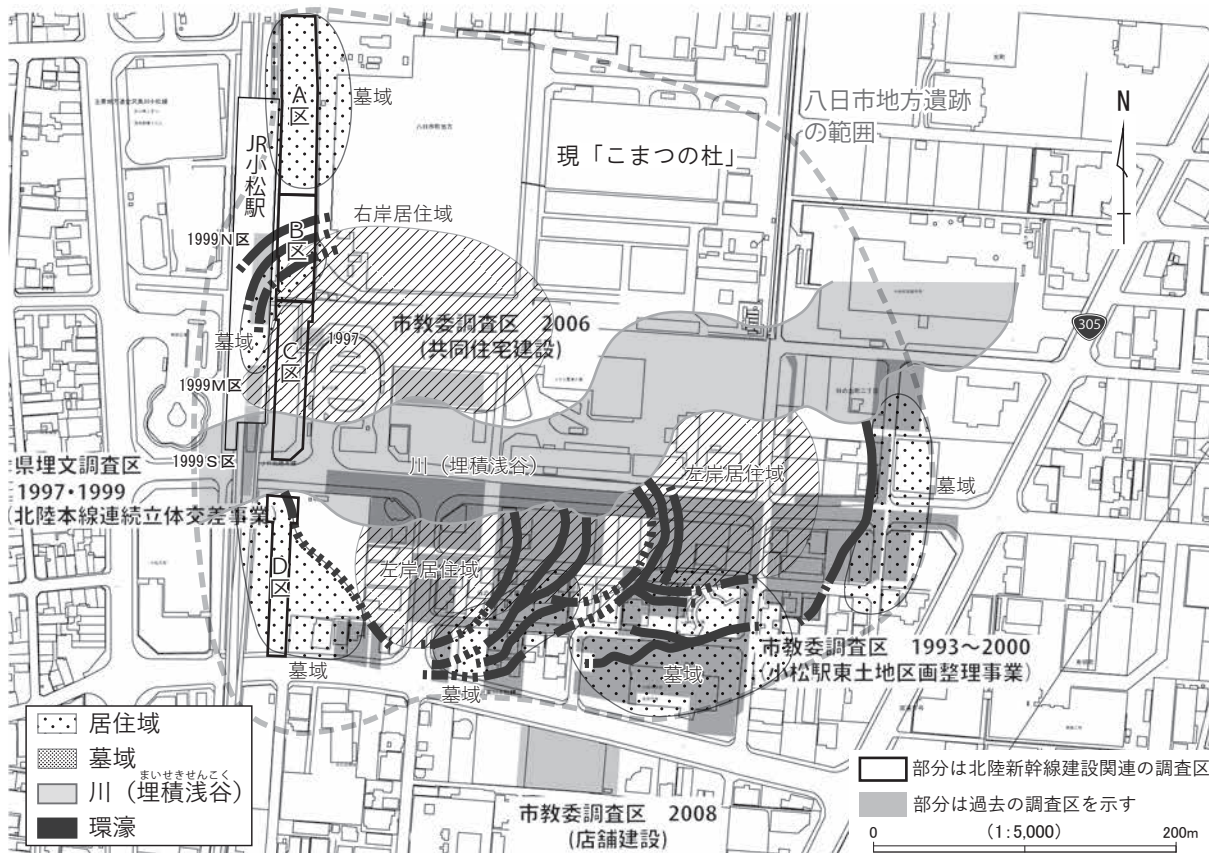 八日市地方遺跡
の範囲
N
現「こまつの杜」
A区
墓域
八日市町地方
JR小松駅
右岸居住域
1999N区
B区
市教委調査区 2006
(共同住宅建設)
305
墓域
C区
1997
1999M区
1999S区
県埋文調査区
1997・1999
(北陸本線連続立体交差事業
川(埋積浅谷)
左岸居住域
墓域
D区
左岸居住域
市教委調査区 1993〜2000
(小松駅東土地区画整理事業)
墓域
墓域
墓域
居住域
墓域
まいせきせんこく
川(埋積浅谷)
環濠
部分は北陸新幹線建設関連の調査区
部分は過去の調査区を示す
市教委調査区 2008
(店舗建設)
0
(1:5,000)
200m